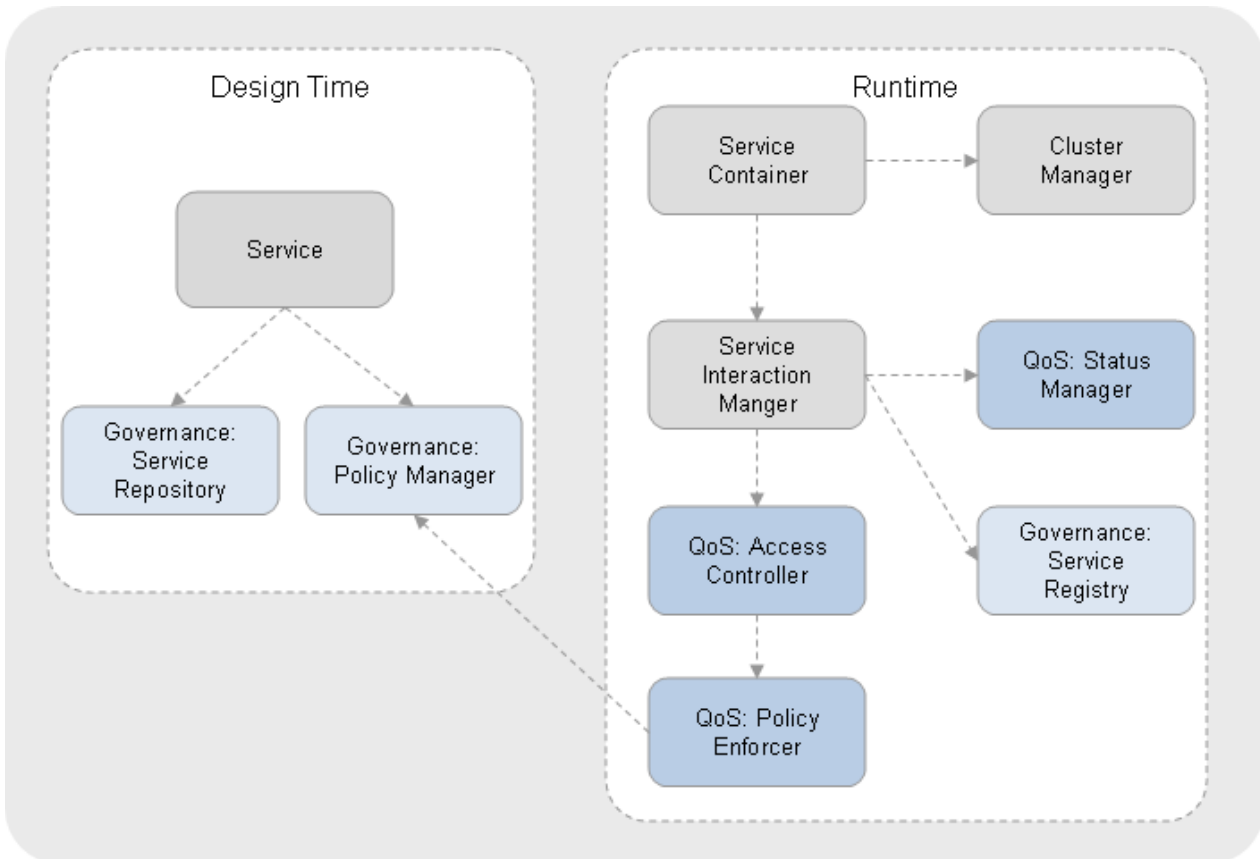 Design Time
Service
Governance:
Service
Repository
Governance:
Policy Manager
Runtime
Service
Container
Cluster
Manager
Service
Interaction
Manger
QoS: Status
Manager
QoS: Access
Controller
Governance:
Service
Registry
QoS: Policy
Enforcer